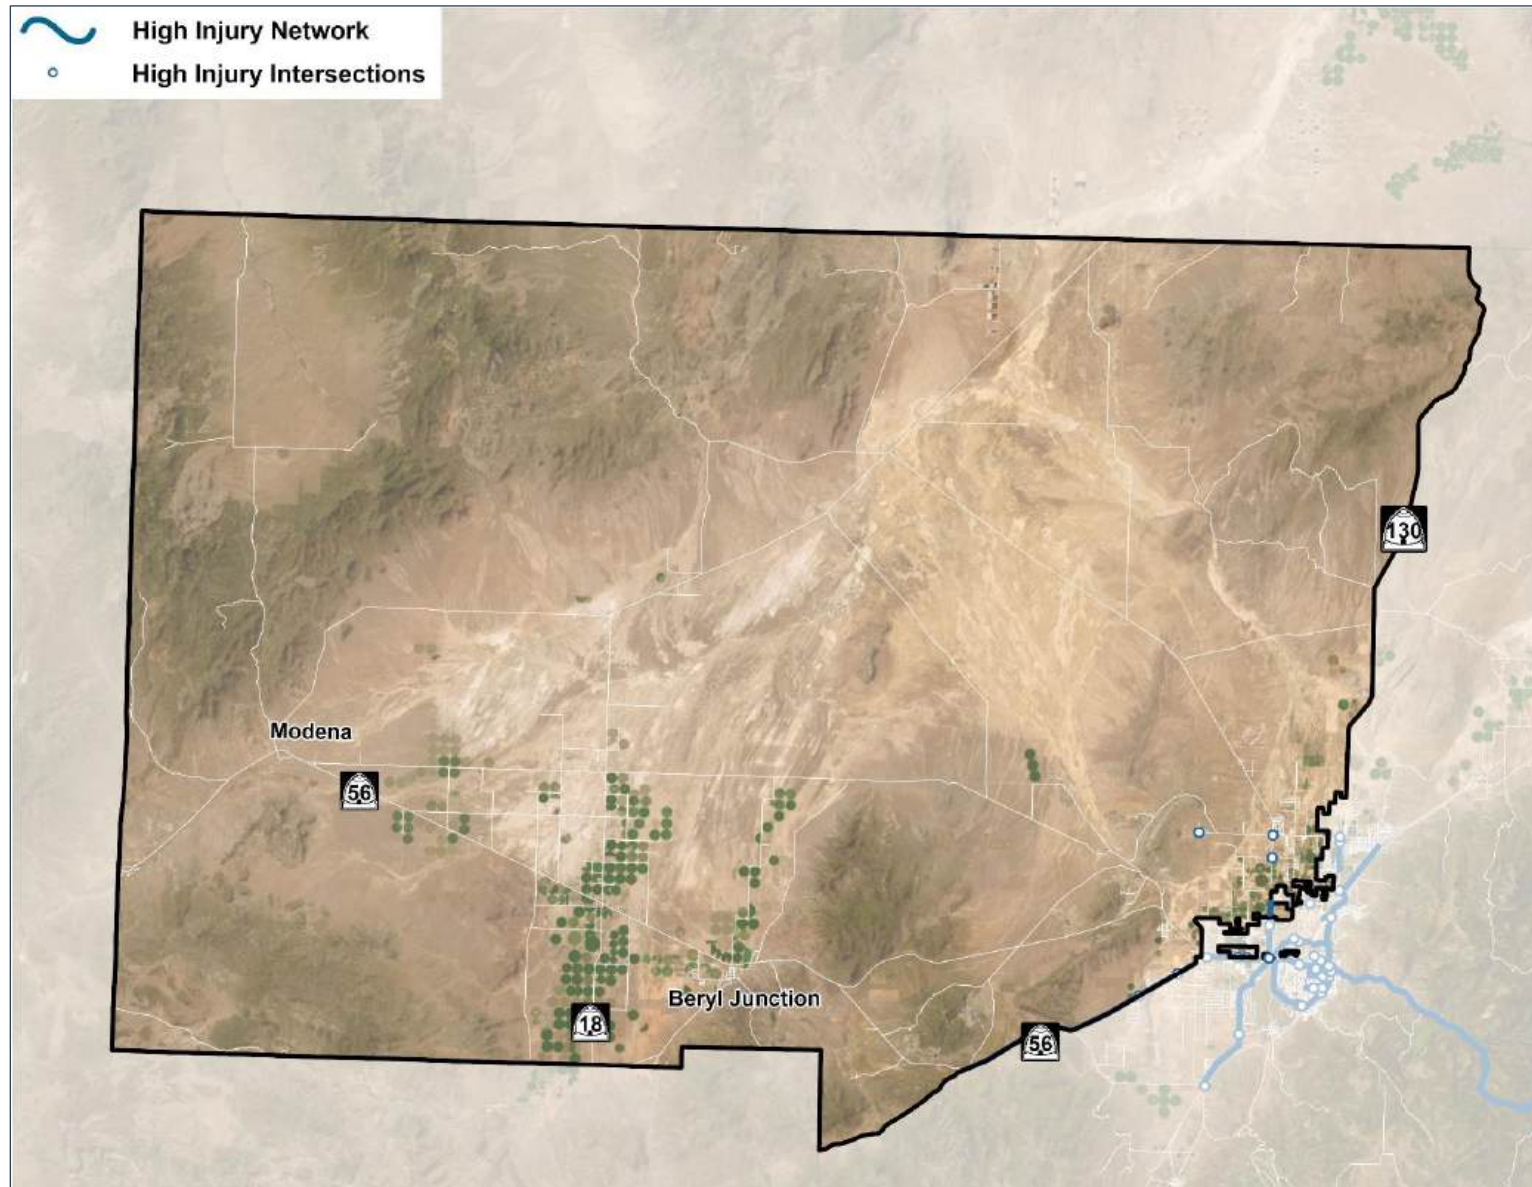 High Injury Network
High Injury Intersections
130
Modena
56
Beryl Junction
18
56